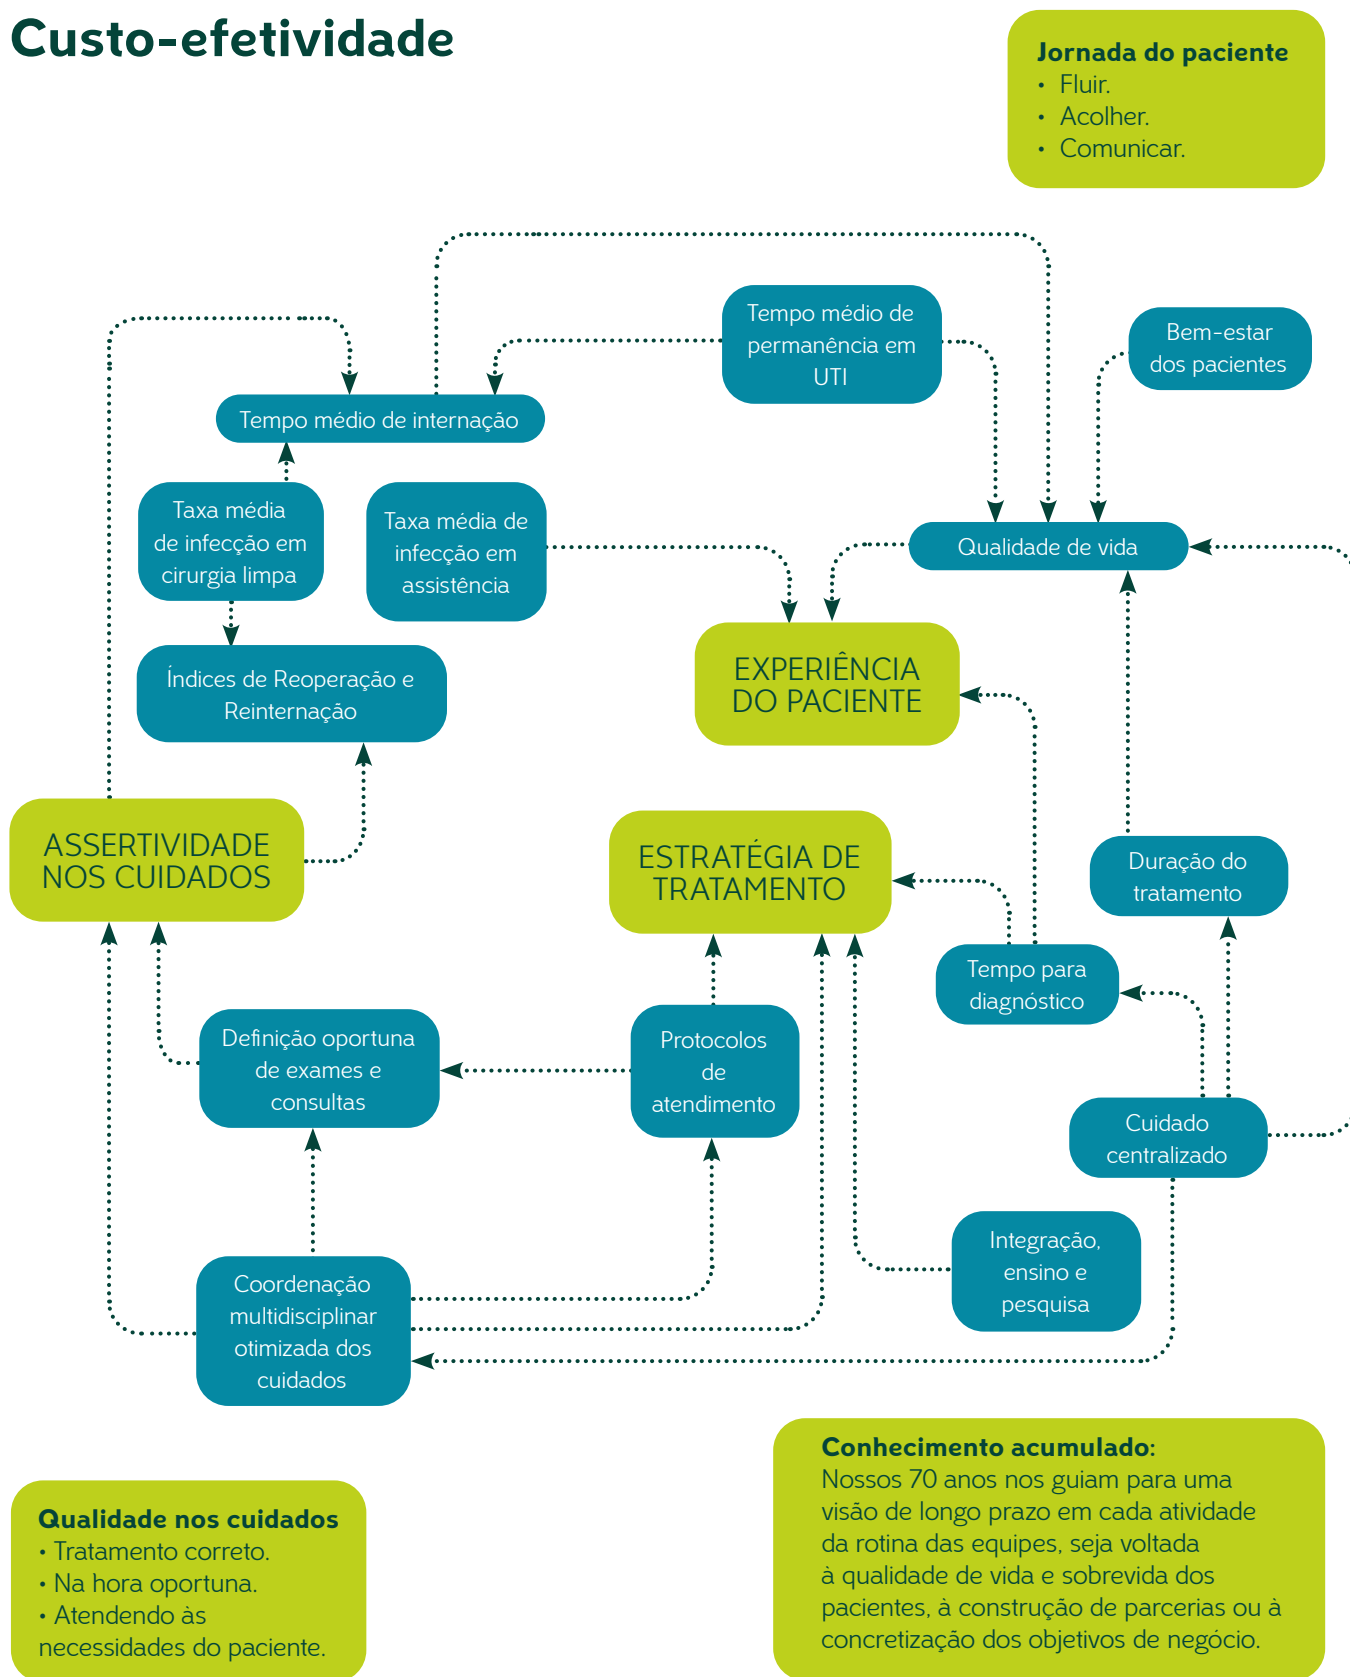 Custo-efetividade
Jornada do paciente
• Fluir.
• Acolher.
• Comunicar.
Tempo médio de
permanência em
UTI
Bem-estar
dos pacientes
Tempo médio de internação
Taxa média
de infecção em
cirurgia limpa
Taxa média de
infecção em
assistência
Qualidade de vida
Índices de Reoperação e
Reinternação
EXPERIÊNCIA
DO PACIENTE
ASSERTIVIDADE
NOS CUIDADOS
ESTRATÉGIA DE
TRATAMENTO
Duração do
tratamento
Tempo para
diagnóstico
Definição oportuna
de exames e
consultas
Protocolos
de
atendimento
Cuidado
centralizado
Integração,
ensino e
pesquisa
Coordenação
multidisciplinar
otimizada dos
cuidados
Qualidade nos cuidados
• Tratamento correto.
• Na hora oportuna.
• Atendendo às
necessidades do paciente.
Conhecimento acumulado:
Nossos 70 anos nos guiam para uma
visão de longo prazo em cada atividade
da rotina das equipes, seja voltada
à qualidade de vida e sobrevida dos
pacientes, à construção de parcerias ou à
concretização dos objetivos de negócio.